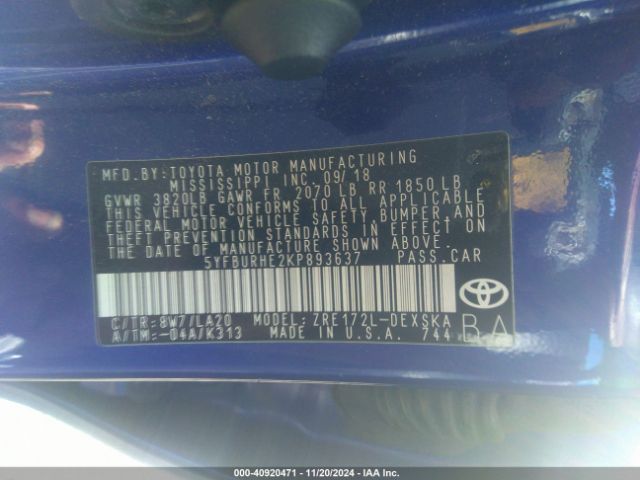 MFD.BY:TOYOTA MOTOR MANUFACTURING
MISSISSIPPI INC. 09/18
GVWR 3820LB GAWR FR 2070 LB RR 1850 LB
THIS VEHICLE CONFORMS TO ALL APPLICABLE
FEDERAL MOTOR VEHICLE SAFETY, BUMPER, AND
THEFT PREVENTION STANDARDS IN EFFECT ON
THE DATE OF MANUFACTURE SHOWN ABOVE.
5YFBURHE2KP893637 PASS.CAR
C/TR: 8W7/LA20 MODEL: ZRE172L-DEXSKA
A/TM: -04A/K313 MADE IN U.S.A. 744
TOYOTA
BA
000-40920471 - 11/20/2024 - IAA Inc.